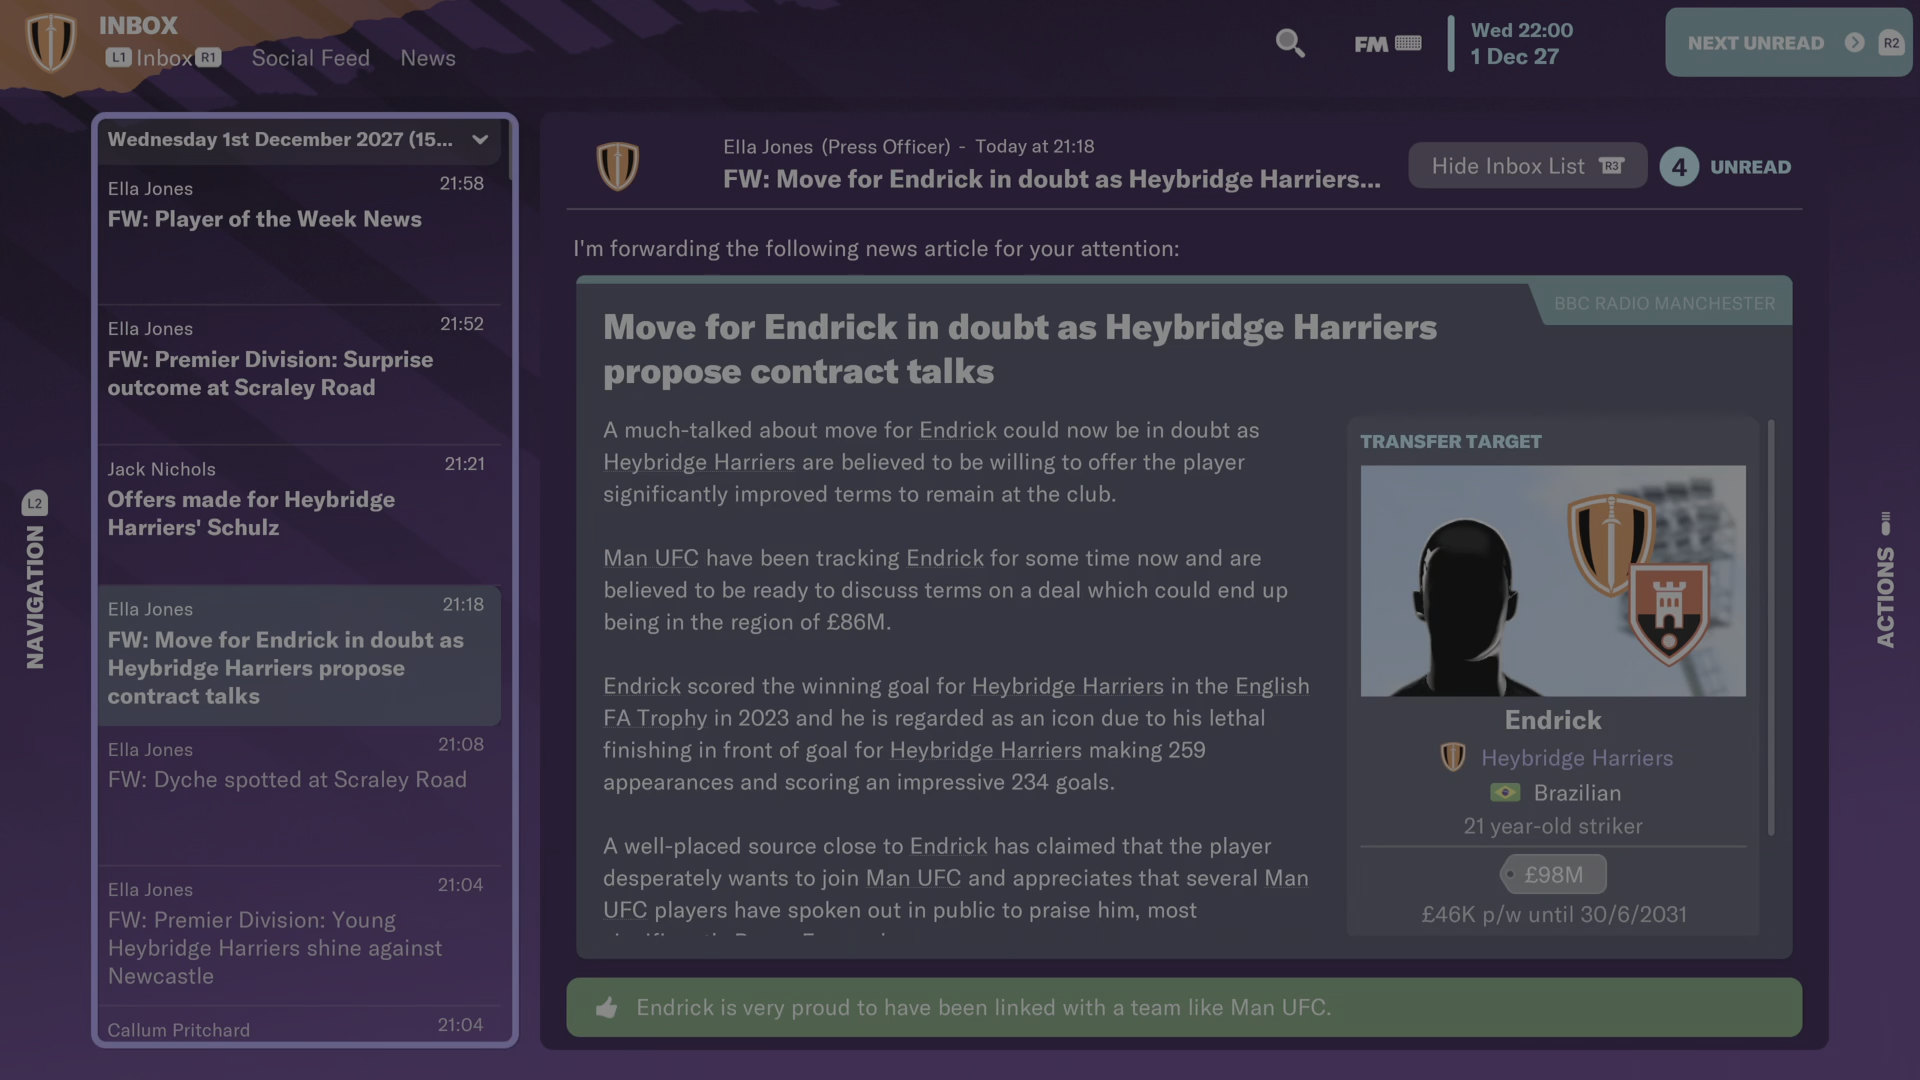 INBOX
L1 Inbox R1 Social Feed News
FM
Wed 22:00
1 Dec 27
NEXT UNREAD R2
NAVIGATION L2
Wednesday 1st December 2027 (15...
Ella Jones 21:58
FW: Player of the Week News
Ella Jones 21:52
FW: Premier Division: Surprise
outcome at Scraley Road
Jack Nichols 21:21
Offers made for Heybridge
Harriers' Schulz
Ella Jones 21:18
FW: Move for Endrick in doubt as
Heybridge Harriers propose
contract talks
Ella Jones 21:08
FW: Dyche spotted at Scraley Road
Ella Jones 21:04
FW: Premier Division: Young
Heybridge Harriers shine against
Newcastle
Callum Pritchard 21:04
Ella Jones (Press Officer) - Today at 21:18
FW: Move for Endrick in doubt as Heybridge Harriers...
Hide Inbox List R3
4 UNREAD
I'm forwarding the following news article for your attention:
BBC RADIO MANCHESTER
Move for Endrick in doubt as Heybridge Harriers
propose contract talks
A much-talked about move for Endrick could now be in doubt as
Heybridge Harriers are believed to be willing to offer the player
significantly improved terms to remain at the club.
Man UFC have been tracking Endrick for some time now and are
believed to be ready to discuss terms on a deal which could end up
being in the region of £86M.
Endrick scored the winning goal for Heybridge Harriers in the English
FA Trophy in 2023 and he is regarded as an icon due to his lethal
finishing in front of goal for Heybridge Harriers making 259
appearances and scoring an impressive 234 goals.
A well-placed source close to Endrick has claimed that the player
desperately wants to join Man UFC and appreciates that several Man
UFC players have spoken out in public to praise him, most
TRANSFER TARGET
Endrick
Heybridge Harriers
Brazilian
21 year-old striker
£98M
£46K p/w until 30/6/2031
Endrick is very proud to have been linked with a team like Man UFC.
ACTIONS